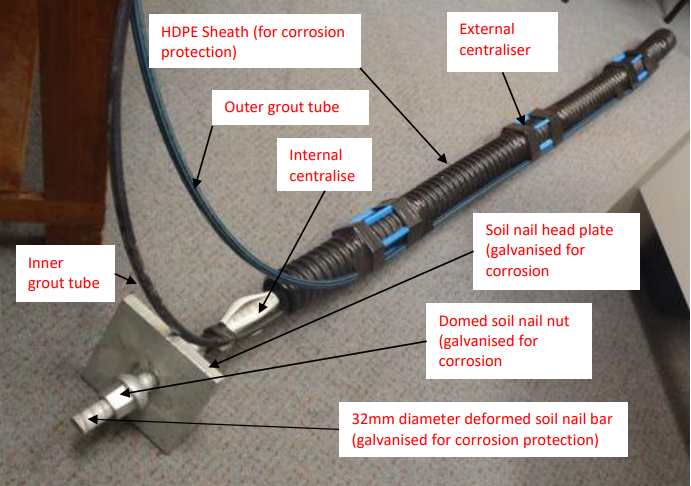 HDPE Sheath (for corrosion
protection)
External
centraliser
Outer grout tube
Internal
centralise
Soil nail head plate
(galvanised for
corrosion
Inner
grout tube
Domed soil nail nut
(galvanised for
corrosion
32mm diameter deformed soil nail bar
(galvanised for corrosion protection)